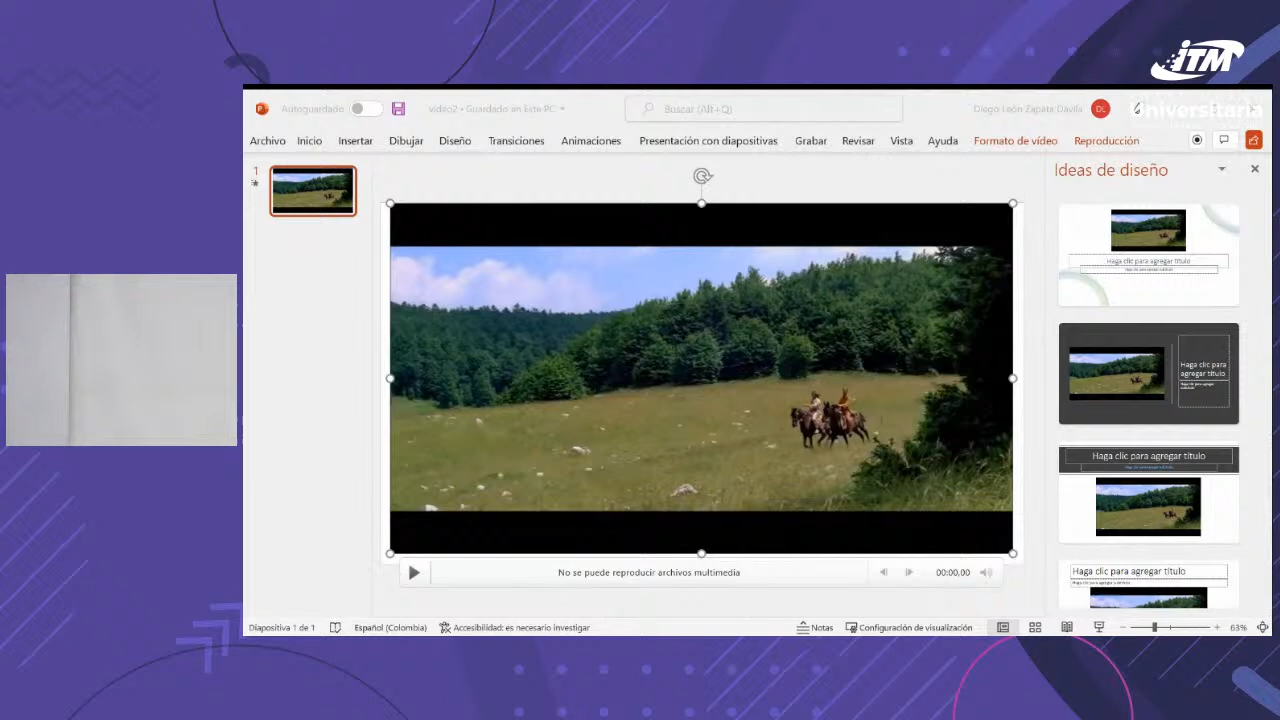 iTM
Universitaria
Autoguardado
video2 • Guardado en Este PC
Buscar (Alt+Q)
Diego León Zapata Dávila
DL
Archivo Inicio Insertar Dibujar Diseño Transiciones Animaciones Presentación con diapositivas Grabar Revisar Vista Ayuda Formato de vídeo Reproducción
1
Ideas de diseño
Haga clic para agregar título
Haga clic para
agregar título
Haga clic para agregar título
Haga clic para agregar título
No se puede reproducir archivos multimedia
00:00,00
Diapositiva 1 de 1 Español (Colombia) Accesibilidad: es necesario investigar Notas Configuración de visualización 63%